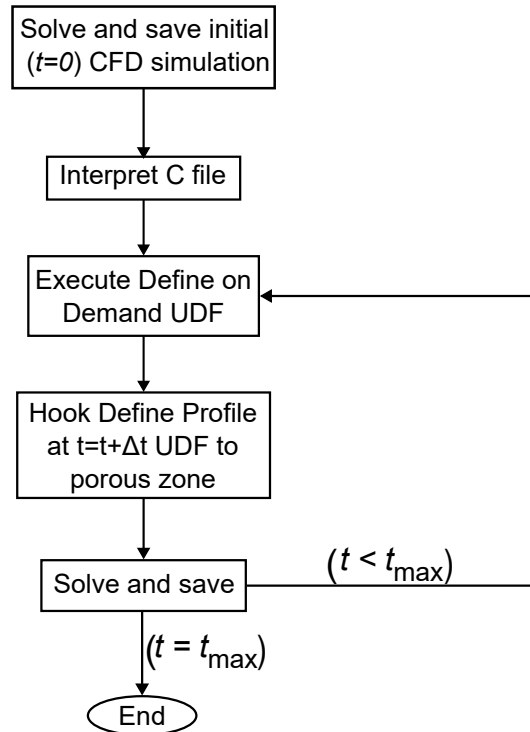 Solve and save initial
(t=0) CFD simulation
Interpret C file
Execute Define on
Demand UDF
Hook Define Profile
at t=t+Δt UDF to
porous zone
Solve and save
(t < tmax)
(t = tmax)
End